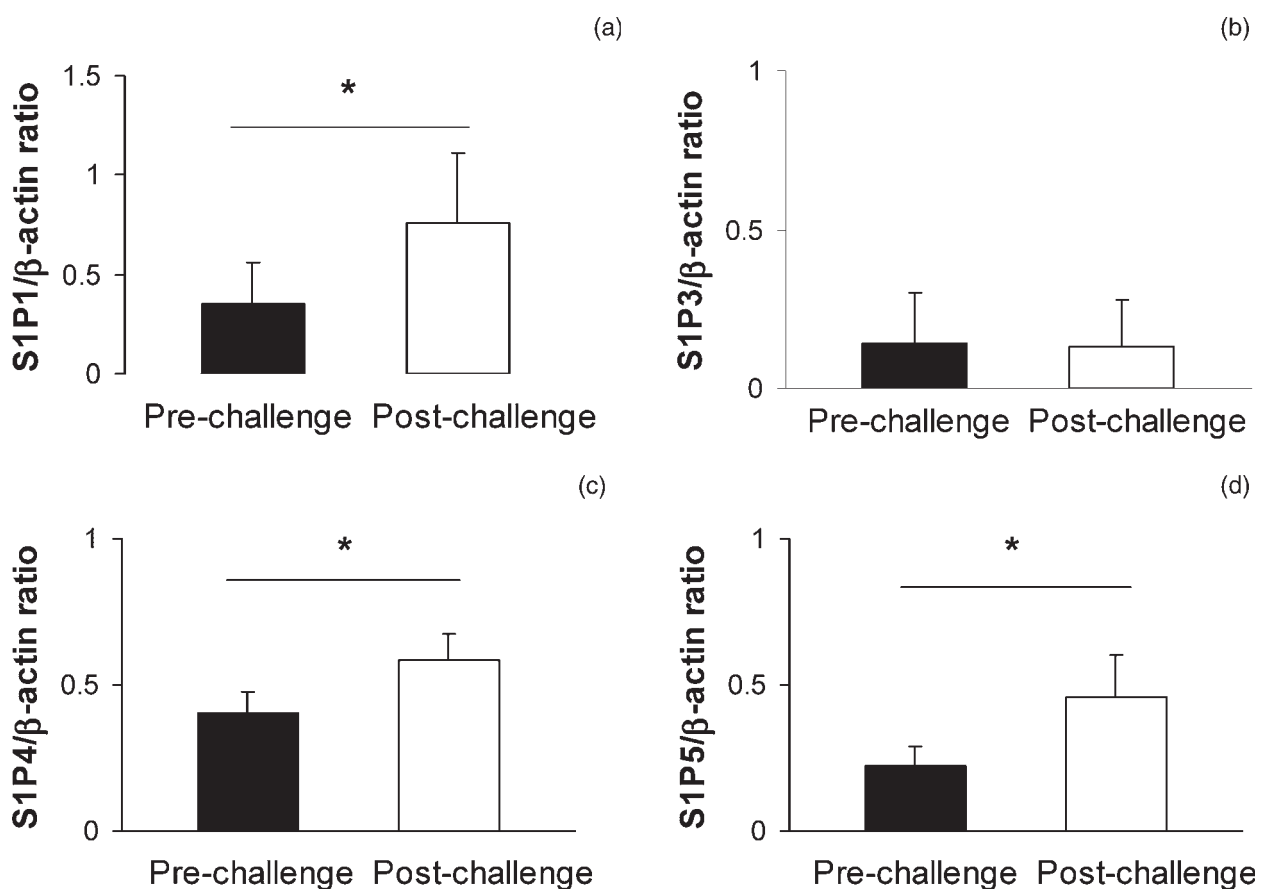 (a)
S1P1/β-actin ratio
1.5
1
0.5
0
*
Pre-challenge Post-challenge
(b)
S1P3/β-actin ratio
1
0.5
0
Pre-challenge Post-challenge
(c)
S1P4/β-actin ratio
1
0.5
0
*
Pre-challenge Post-challenge
(d)
S1P5/β-actin ratio
1
0.5
0
*
Pre-challenge Post-challenge